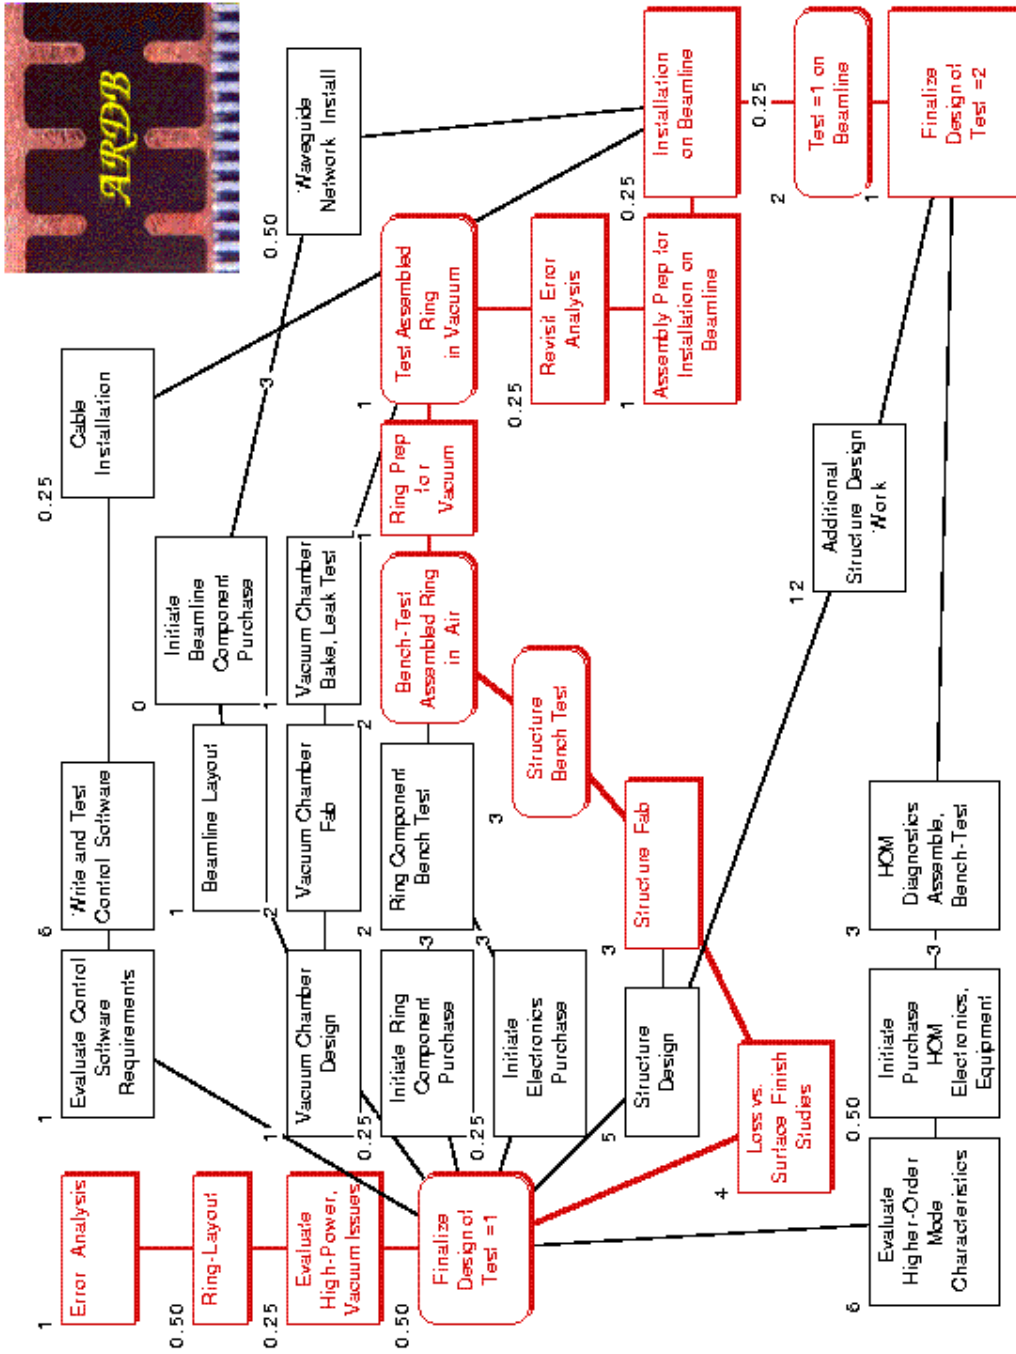 1
Error Analysis
0.50
Ring-Layout
0.25
Evaluate
High-Power,
Vacuum Issues
0.50
Finalize
Design of
Test =1
1
Evaluate Control
Software
Requirements
6
Write and Test
Control Software
0.25
Cable
Installation
1
Vacuum Chamber
Design
2
Vacuum Chamber
Fab
1
Vacuum Chamber
Bake, Leak Test
1
Beamline Layout
0
Initiate
Beamline
Component
Purchase
3
0.50
Waveguide
Network Install
0.25
Initiate Ring
Component
Purchase
3
2
Ring Component
Bench Test
0.25
Initiate
Electronics
Purchase
3
2
Bench-Test
Assembled Ring
in Air
1
Ring Prep
for
Vacuum
1
Test Assembled
Ring
in Vacuum
0.25
Revisit Error
Analysis
1
Assembly Prep for
Installation on
Beamline
0.25
Installation
on Beamline
0.25
2
Test =1 on
Beamline
1
Finalize
Design of
Test =2
5
Structure
Design
3
Structure Fab
3
Structure
Bench Test
4
Loss vs.
Surface Finish
Studies
12
Additional
Structure Design
Work
6
Evaluate
Higher-Order
Mode
Characteristics
0.50
Initiate
Purchase
HOM
Electronics,
Equipment
3
3
HOM
Diagnostics
Assemble,
Bench-Test
ARDB